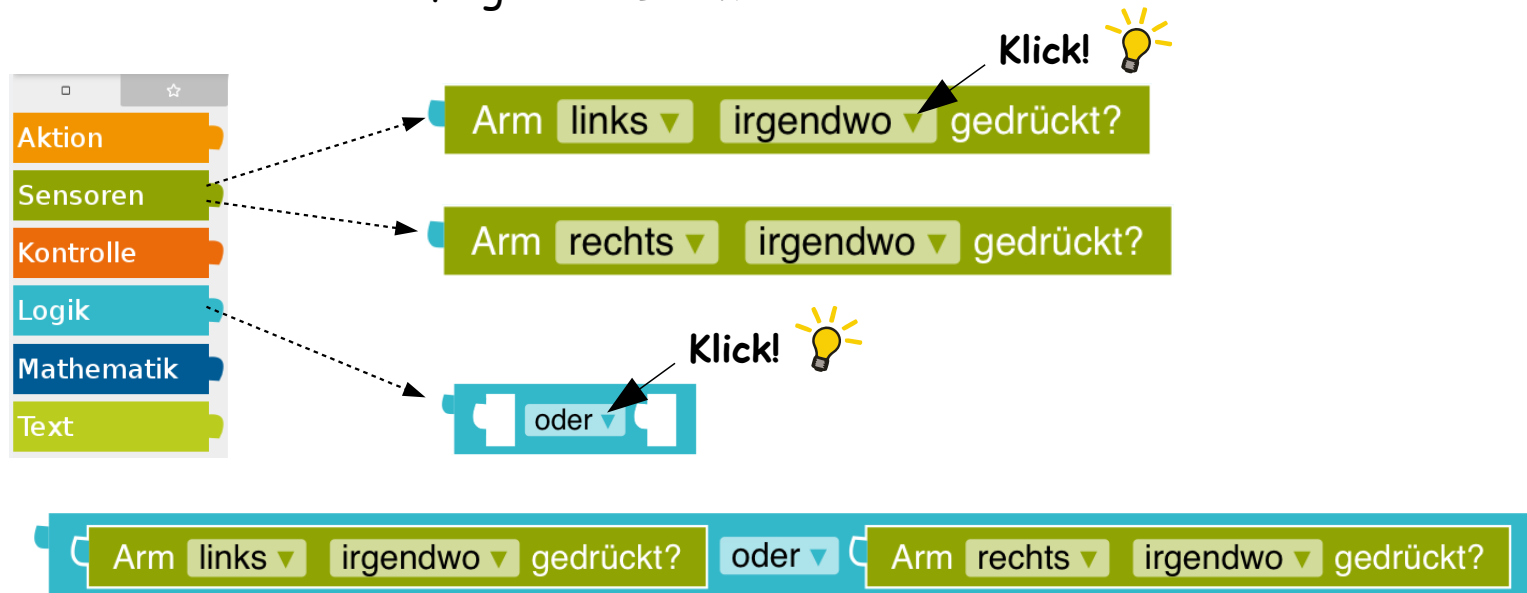 Klick!
Arm links irgendwo gedrückt?
Aktion
Sensoren
Arm rechts irgendwo gedrückt?
Kontrolle
Logik
Klick!
Mathematik
oder
Text
Arm links irgendwo gedrückt? oder Arm rechts irgendwo gedrückt?